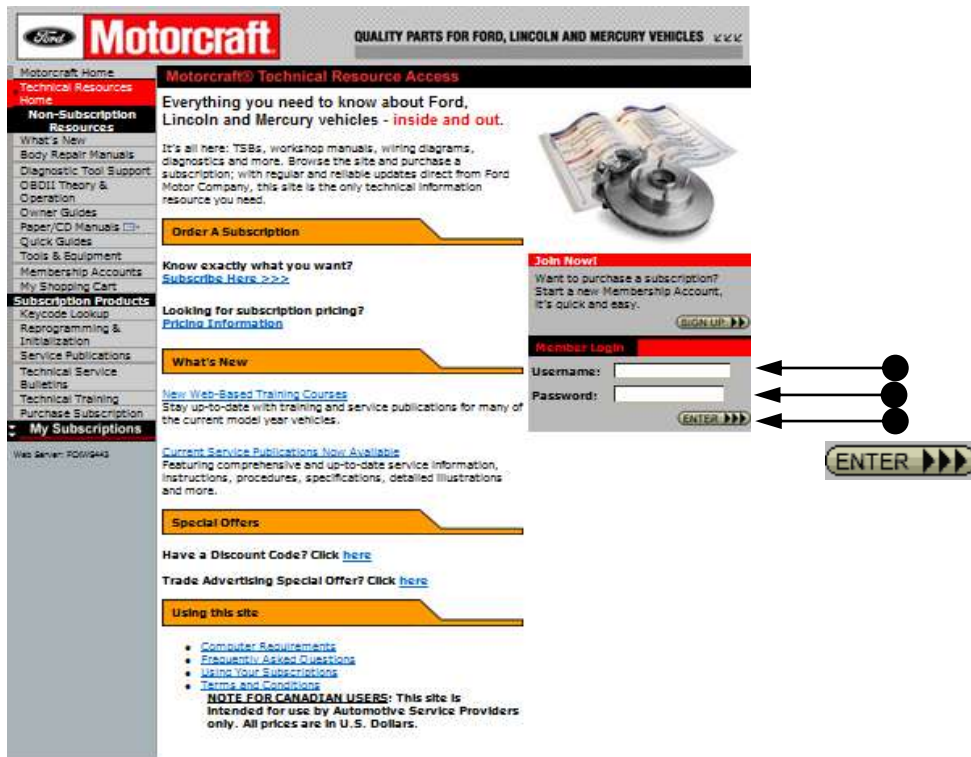 Ford
Motorcraft
QUALITY PARTS FOR FORD, LINCOLN AND MERCURY VEHICLES
Motorcraft Home
Technical Resources
Home
Non-Subscription
Resources
What's New
Body Repair Manuals
Diagnostic Tool Support
OBDII Theory &
Operation
Owner Guides
Paper/CD Manuals
Quick Guides
Tools & Equipment
Membership Accounts
My Shopping Cart
Subscription Products
Keycode Lookup
Reprogramming &
Initialization
Service Publications
Technical Service
Bulletins
Technical Training
Purchase Subscription
My Subscriptions
Web Server:
Motorcraft® Technical Resource Access
Everything you need to know about Ford,
Lincoln and Mercury vehicles - inside and out.
It's all here: TSBs, workshop manuals, wiring diagrams,
diagnostics and more. Browse the site and purchase a
subscription; with regular and reliable updates direct from Ford
Motor Company, this site is the only technical information
resource you need.
Order A Subscription
Know exactly what you want?
Subscribe Here >>>
Looking for subscription pricing?
Pricing Information
What's New
New Web-Based Training Courses
Stay up-to-date with training and service publications for many of
the current model year vehicles.
Current Service Publications Now Available
Featuring comprehensive and up-to-date service information,
instructions, procedures, specifications, detailed illustrations
and more.
Special Offers
Have a Discount Code? Click here
Trade Advertising Special Offer? Click here
Using this site
Computer Requirements
Frequently Asked Questions
Using Your Subscriptions
Terms and Conditions
NOTE FOR CANADIAN USERS: This site is
intended for use by Automotive Service Providers
only. All prices are in U.S. Dollars.
Join Now!
Want to purchase a subscription?
Start a new Membership Account,
it's quick and easy.
SIGN UP
Member Login
Username:
Password:
ENTER
ENTER